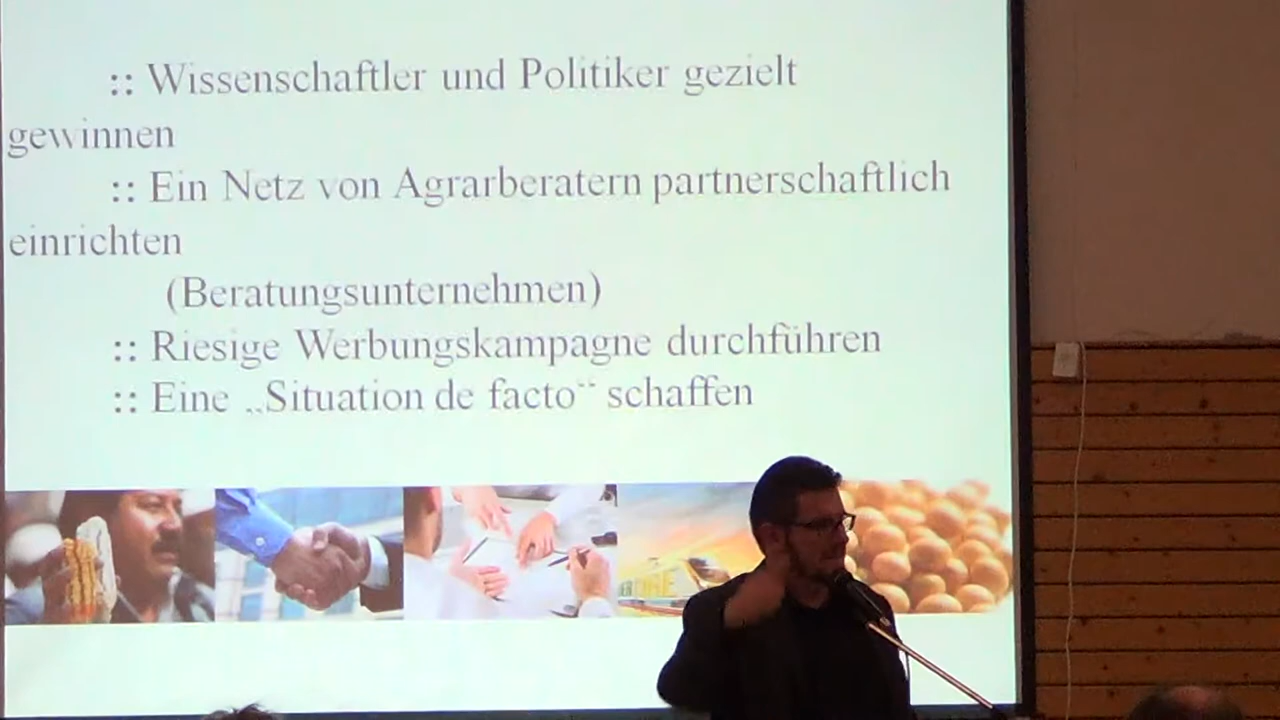 :: Wissenschaftler und Politiker gezielt
gewinnen
:: Ein Netz von Agrarberatern partnerschaftlich
einrichten
(Beratungsunternehmen)
:: Riesige Werbungskampagne durchführen
:: Eine „Situation de facto“ schaffen